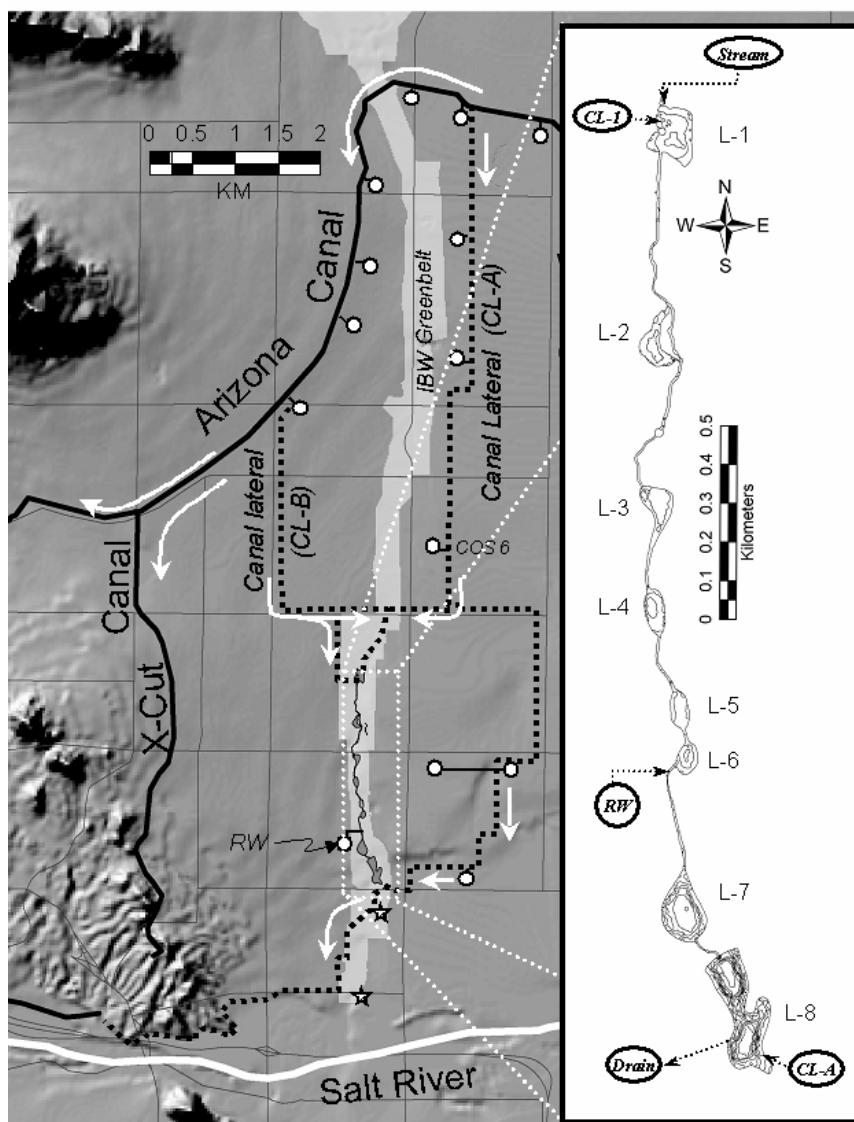 0 0.5 1 1.5 2
KM
Arizona
Canal
IBW Greenbelt
Canal Lateral (CL-A)
Canal lateral
(CL-B)
COS 6
Canal
X-Cut
RW
Salt River
Stream
CL-1
L-1
N
W E
S
L-2
0 0.1 0.2 0.3 0.4 0.5
Kilometers
L-3
L-4
L-5
L-6
RW
L-7
L-8
Drain
CL-A